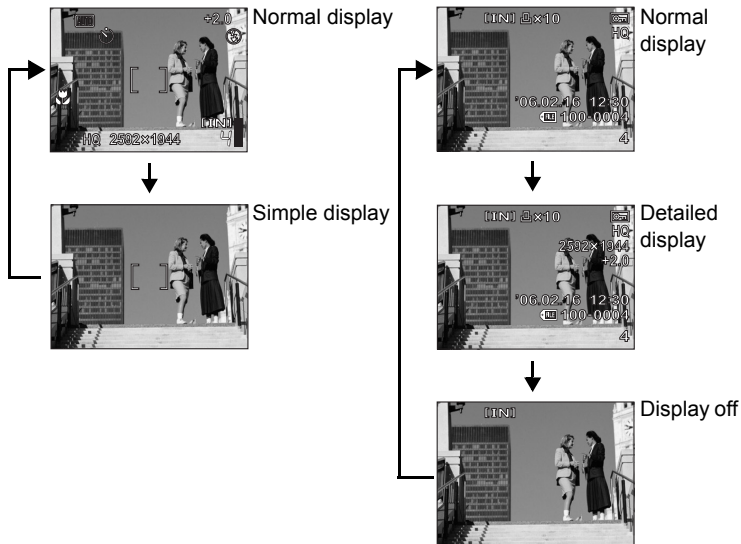 +2.0
[IN]
HQ 2592×1944
4
Normal display
Simple display
[IN] ×10
HQ
'06.02.16 12:30
FILE 100-0004
4
Normal
display
[IN] ×10
HQ
2592×1944
+2.0
'06.02.16 12:30
FILE 100-0004
4
Detailed
display
[IN]
Display off